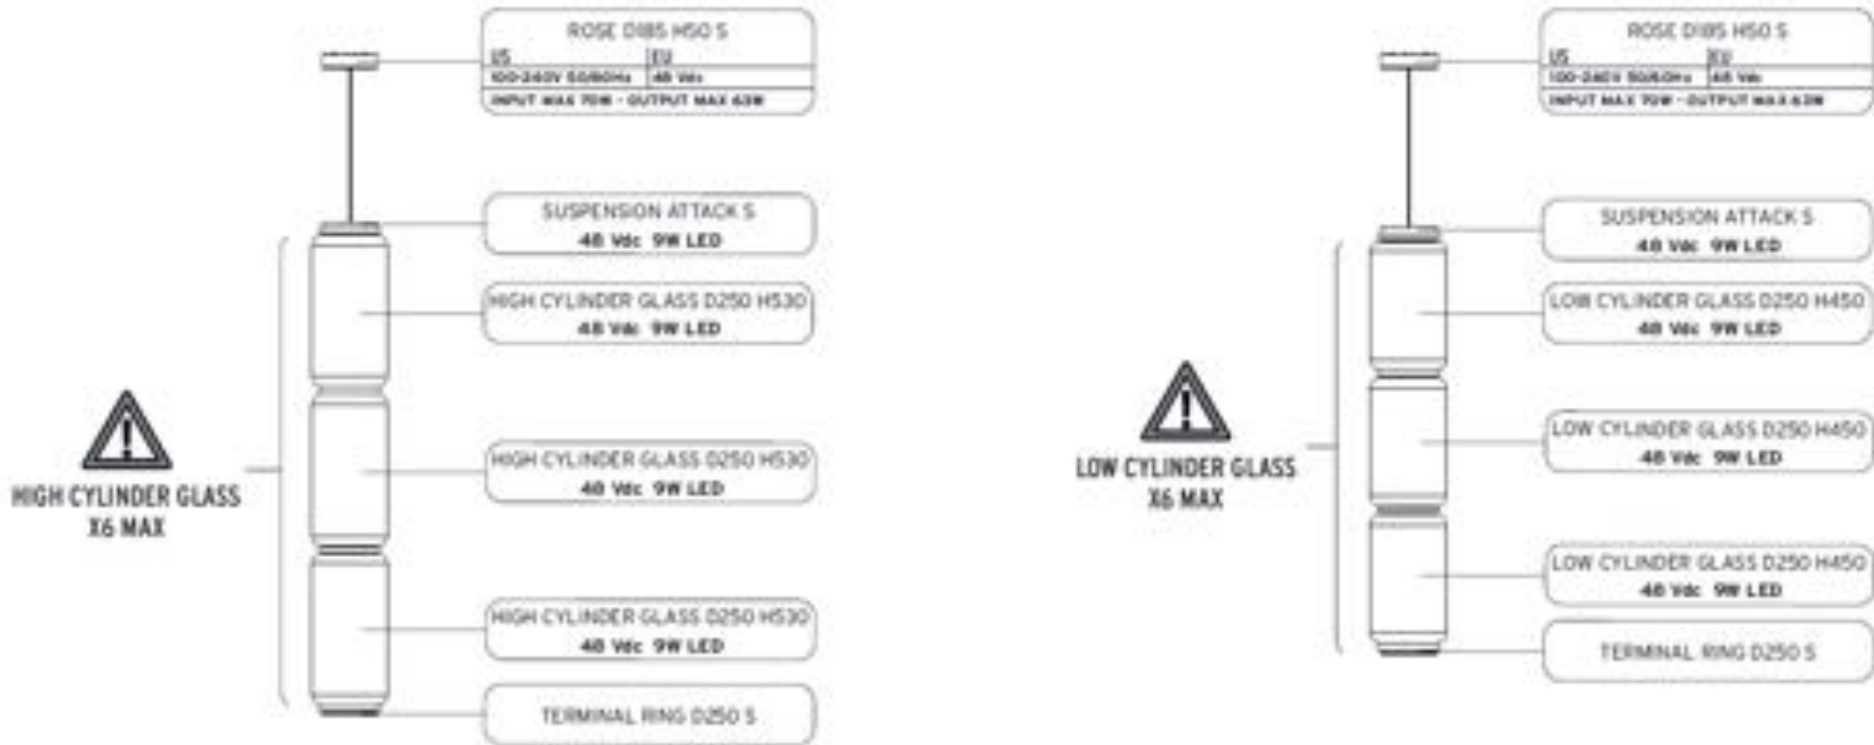 ROSE D185 H50 S
US EU
100-240V 50/60Hz 48 Vdc
INPUT MAX 70W - OUTPUT MAX 63W
SUSPENSION ATTACK S
48 Vdc 9W LED
HIGH CYLINDER GLASS D250 H530
48 Vdc 9W LED
HIGH CYLINDER GLASS
X6 MAX
HIGH CYLINDER GLASS D250 H530
48 Vdc 9W LED
HIGH CYLINDER GLASS D250 H530
48 Vdc 9W LED
TERMINAL RING D250 S
ROSE D185 H50 S
US EU
100-240V 50/60Hz 48 Vdc
INPUT MAX 70W - OUTPUT MAX 63W
SUSPENSION ATTACK S
48 Vdc 9W LED
LOW CYLINDER GLASS D250 H450
48 Vdc 9W LED
LOW CYLINDER GLASS
X6 MAX
LOW CYLINDER GLASS D250 H450
48 Vdc 9W LED
LOW CYLINDER GLASS D250 H450
48 Vdc 9W LED
TERMINAL RING D250 S